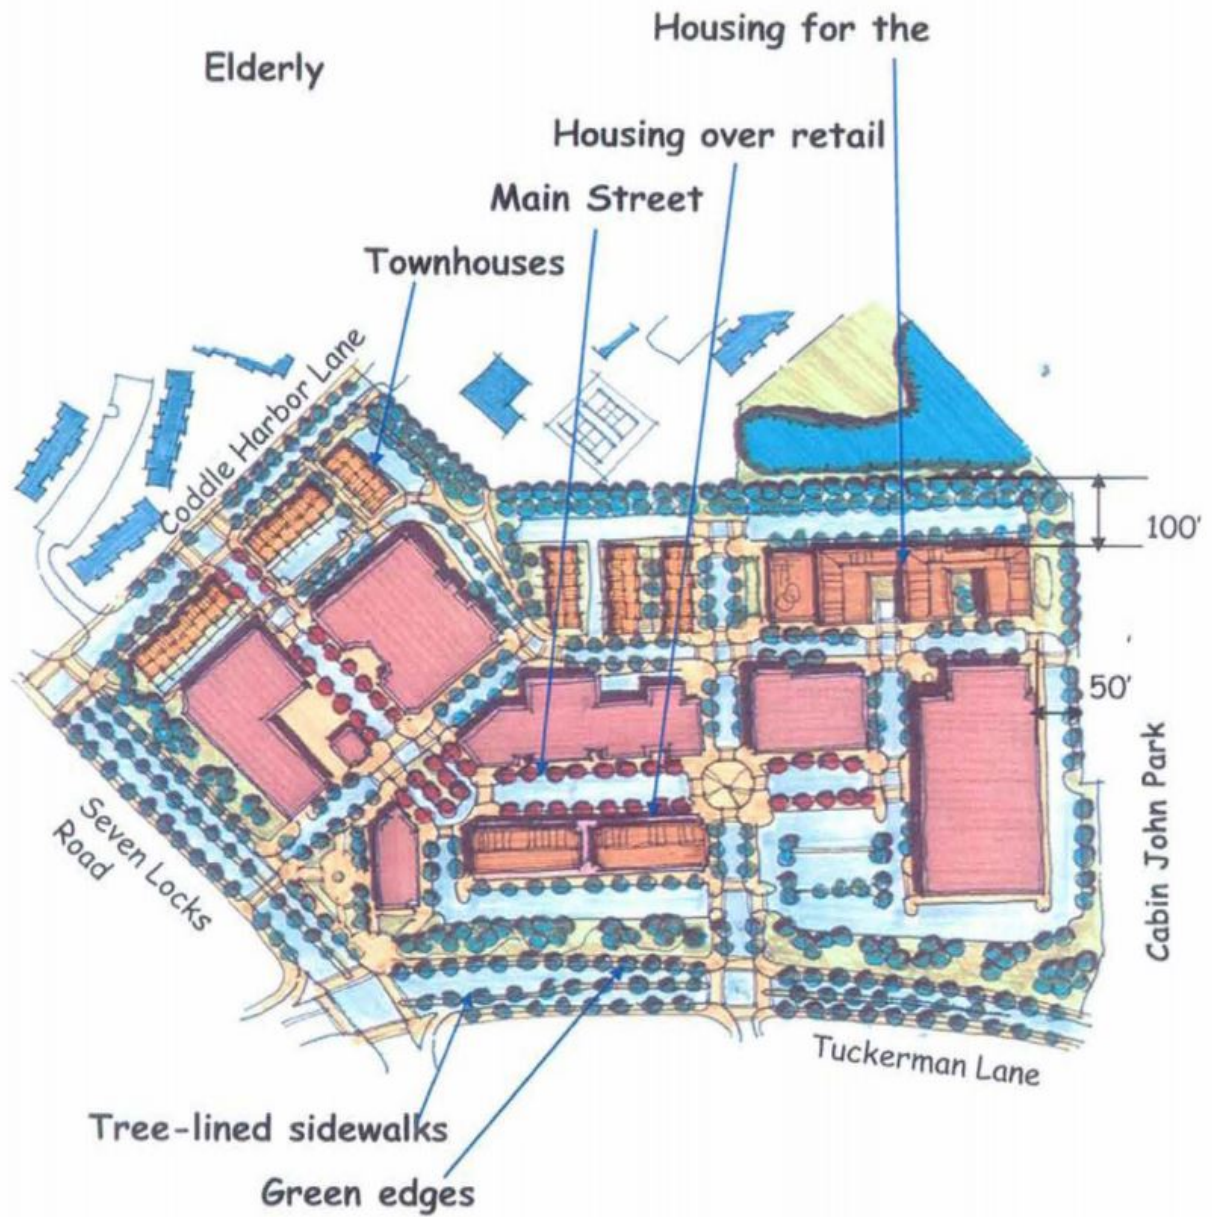 Housing for the
Elderly
Housing over retail
Main Street
Townhouses
Coddle Harbor Lane
100'
50'
Cabin John Park
Seven Locks
Road
Tuckerman Lane
Tree-lined sidewalks
Green edges